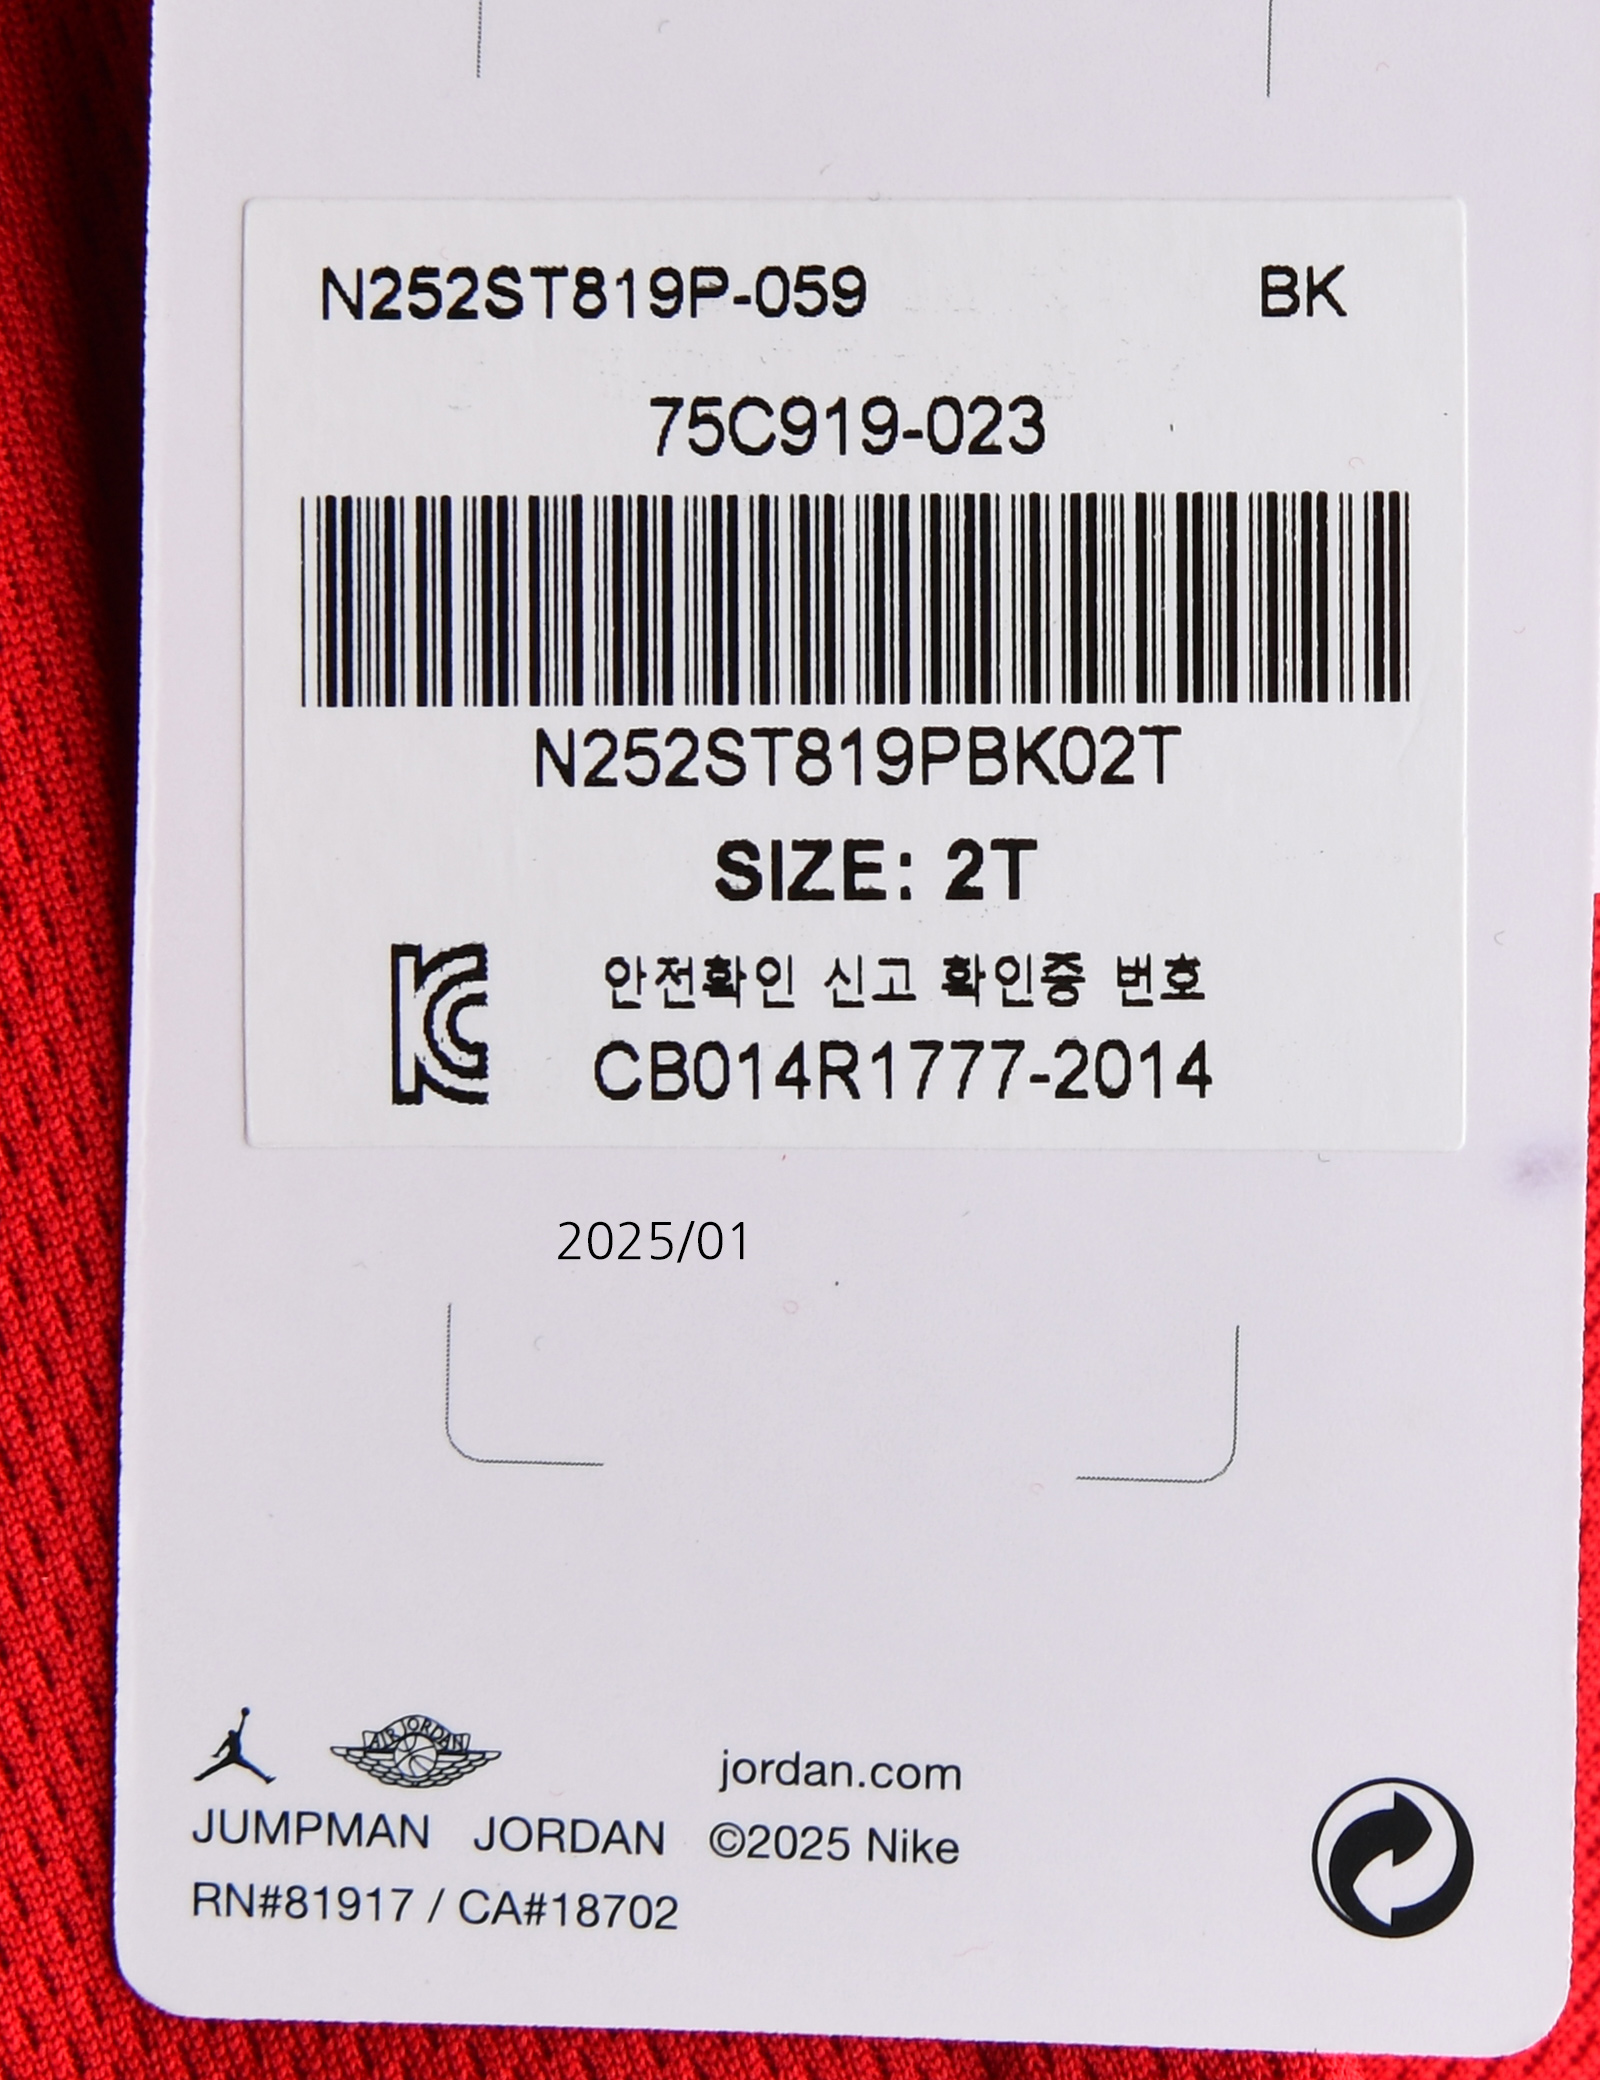 N252ST819P-059 BK
75C919-023
N252ST819PBK02T
SIZE: 2T
안전확인 신고 확인증 번호
CB014R1777-2014
2025/01
AIR JORDAN
jordan.com
JUMPMAN JORDAN ©2025 Nike
RN#81917 / CA#18702